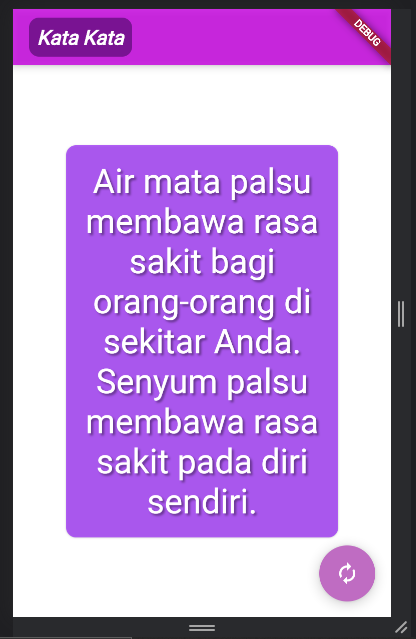 Kata Kata
DEBUG
Air mata palsu
membawa rasa
sakit bagi
orang-orang di
sekitar Anda.
Senyum palsu
membawa rasa
sakit pada diri
sendiri.